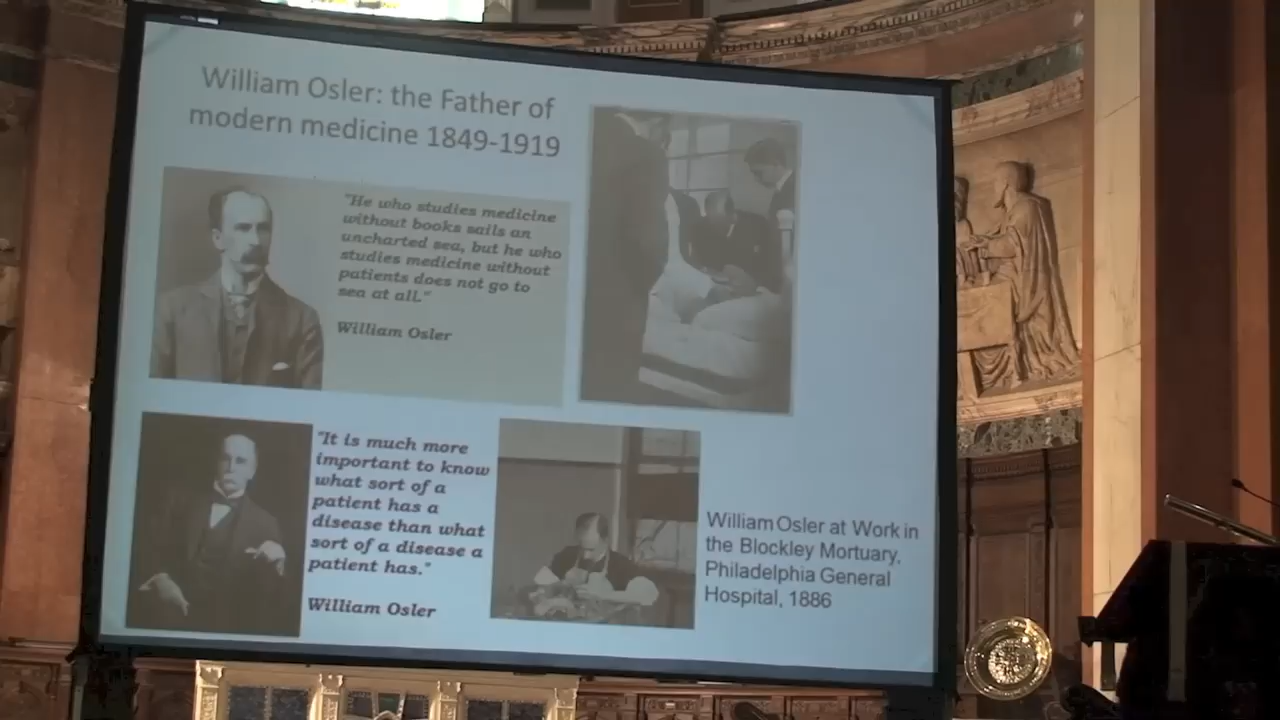 William Osler: the Father of
modern medicine 1849-1919
"He who studies medicine
without books sails an
uncharted sea, but he who
studies medicine without
patients does not go to
sea at all."
William Osler
"It is much more
important to know
what sort of a
patient has a
disease than what
sort of a disease a
patient has."
William Osler
William Osler at Work in
the Blockley Mortuary,
Philadelphia General
Hospital, 1886